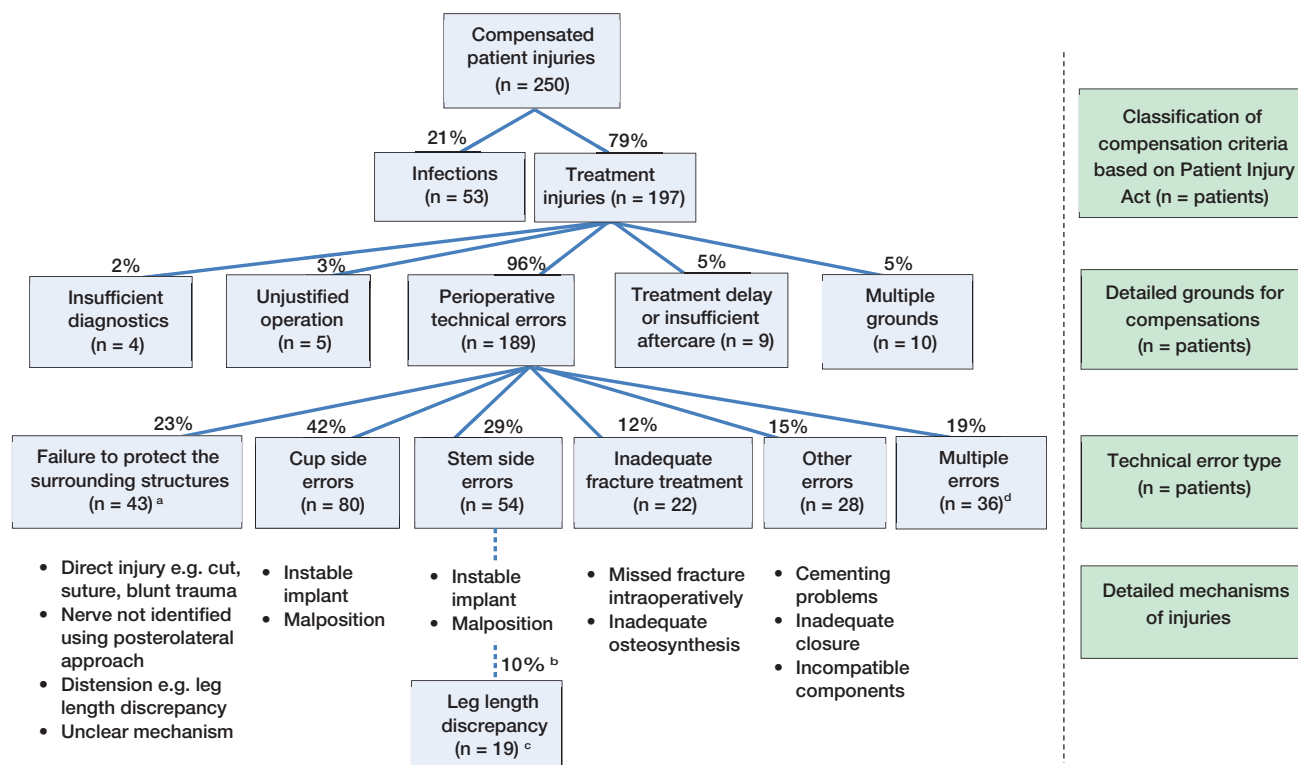 Compensated
patient injuries
(n = 250)
21%
79%
Infections
(n = 53)
Treatment
injuries (n = 197)
2%
3%
96%
5%
5%
Insufficient
diagnostics
(n = 4)
Unjustified
operation
(n = 5)
Perioperative
technical errors
(n = 189)
Treatment delay
or insufficient
aftercare (n = 9)
Multiple
grounds
(n = 10)
23%
42%
29%
12%
15%
19%
Failure to protect the
surrounding structures
(n = 43) a
Cup side
errors
(n = 80)
Stem side
errors
(n = 54)
Inadequate
fracture treatment
(n = 22)
Other
errors
(n = 28)
Multiple
errors
(n = 36) d
• Direct injury e.g. cut,
suture, blunt trauma
• Nerve not identified
using posterolateral
approach
• Distension e.g. leg
length discrepancy
• Unclear mechanism
• Instable
implant
• Malposition
• Instable
implant
• Malposition
10% b
Leg length
discrepancy
(n = 19) c
• Missed fracture
intraoperatively
• Inadequate
osteosynthesis
• Cementing
problems
• Inadequate
closure
• Incompatible
components
Classification of
compensation criteria
based on Patient Injury
Act (n = patients)
Detailed grounds for
compensations
(n = patients)
Technical error type
(n = patients)
Detailed mechanisms
of injuries